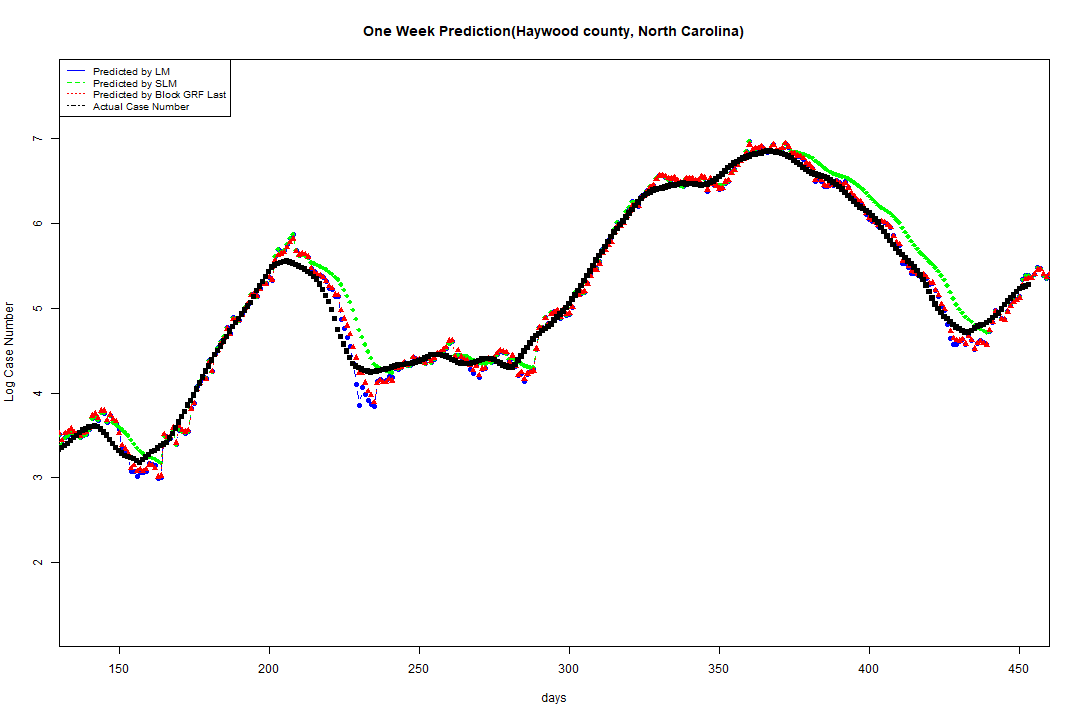 One Week Prediction(Haywood county, North Carolina)
Predicted by LM
Predicted by SLM
Predicted by Block GRF Last
Actual Case Number
7
6
5
4
3
2
Log Case Number
150 200 250 300 350 400 450
days